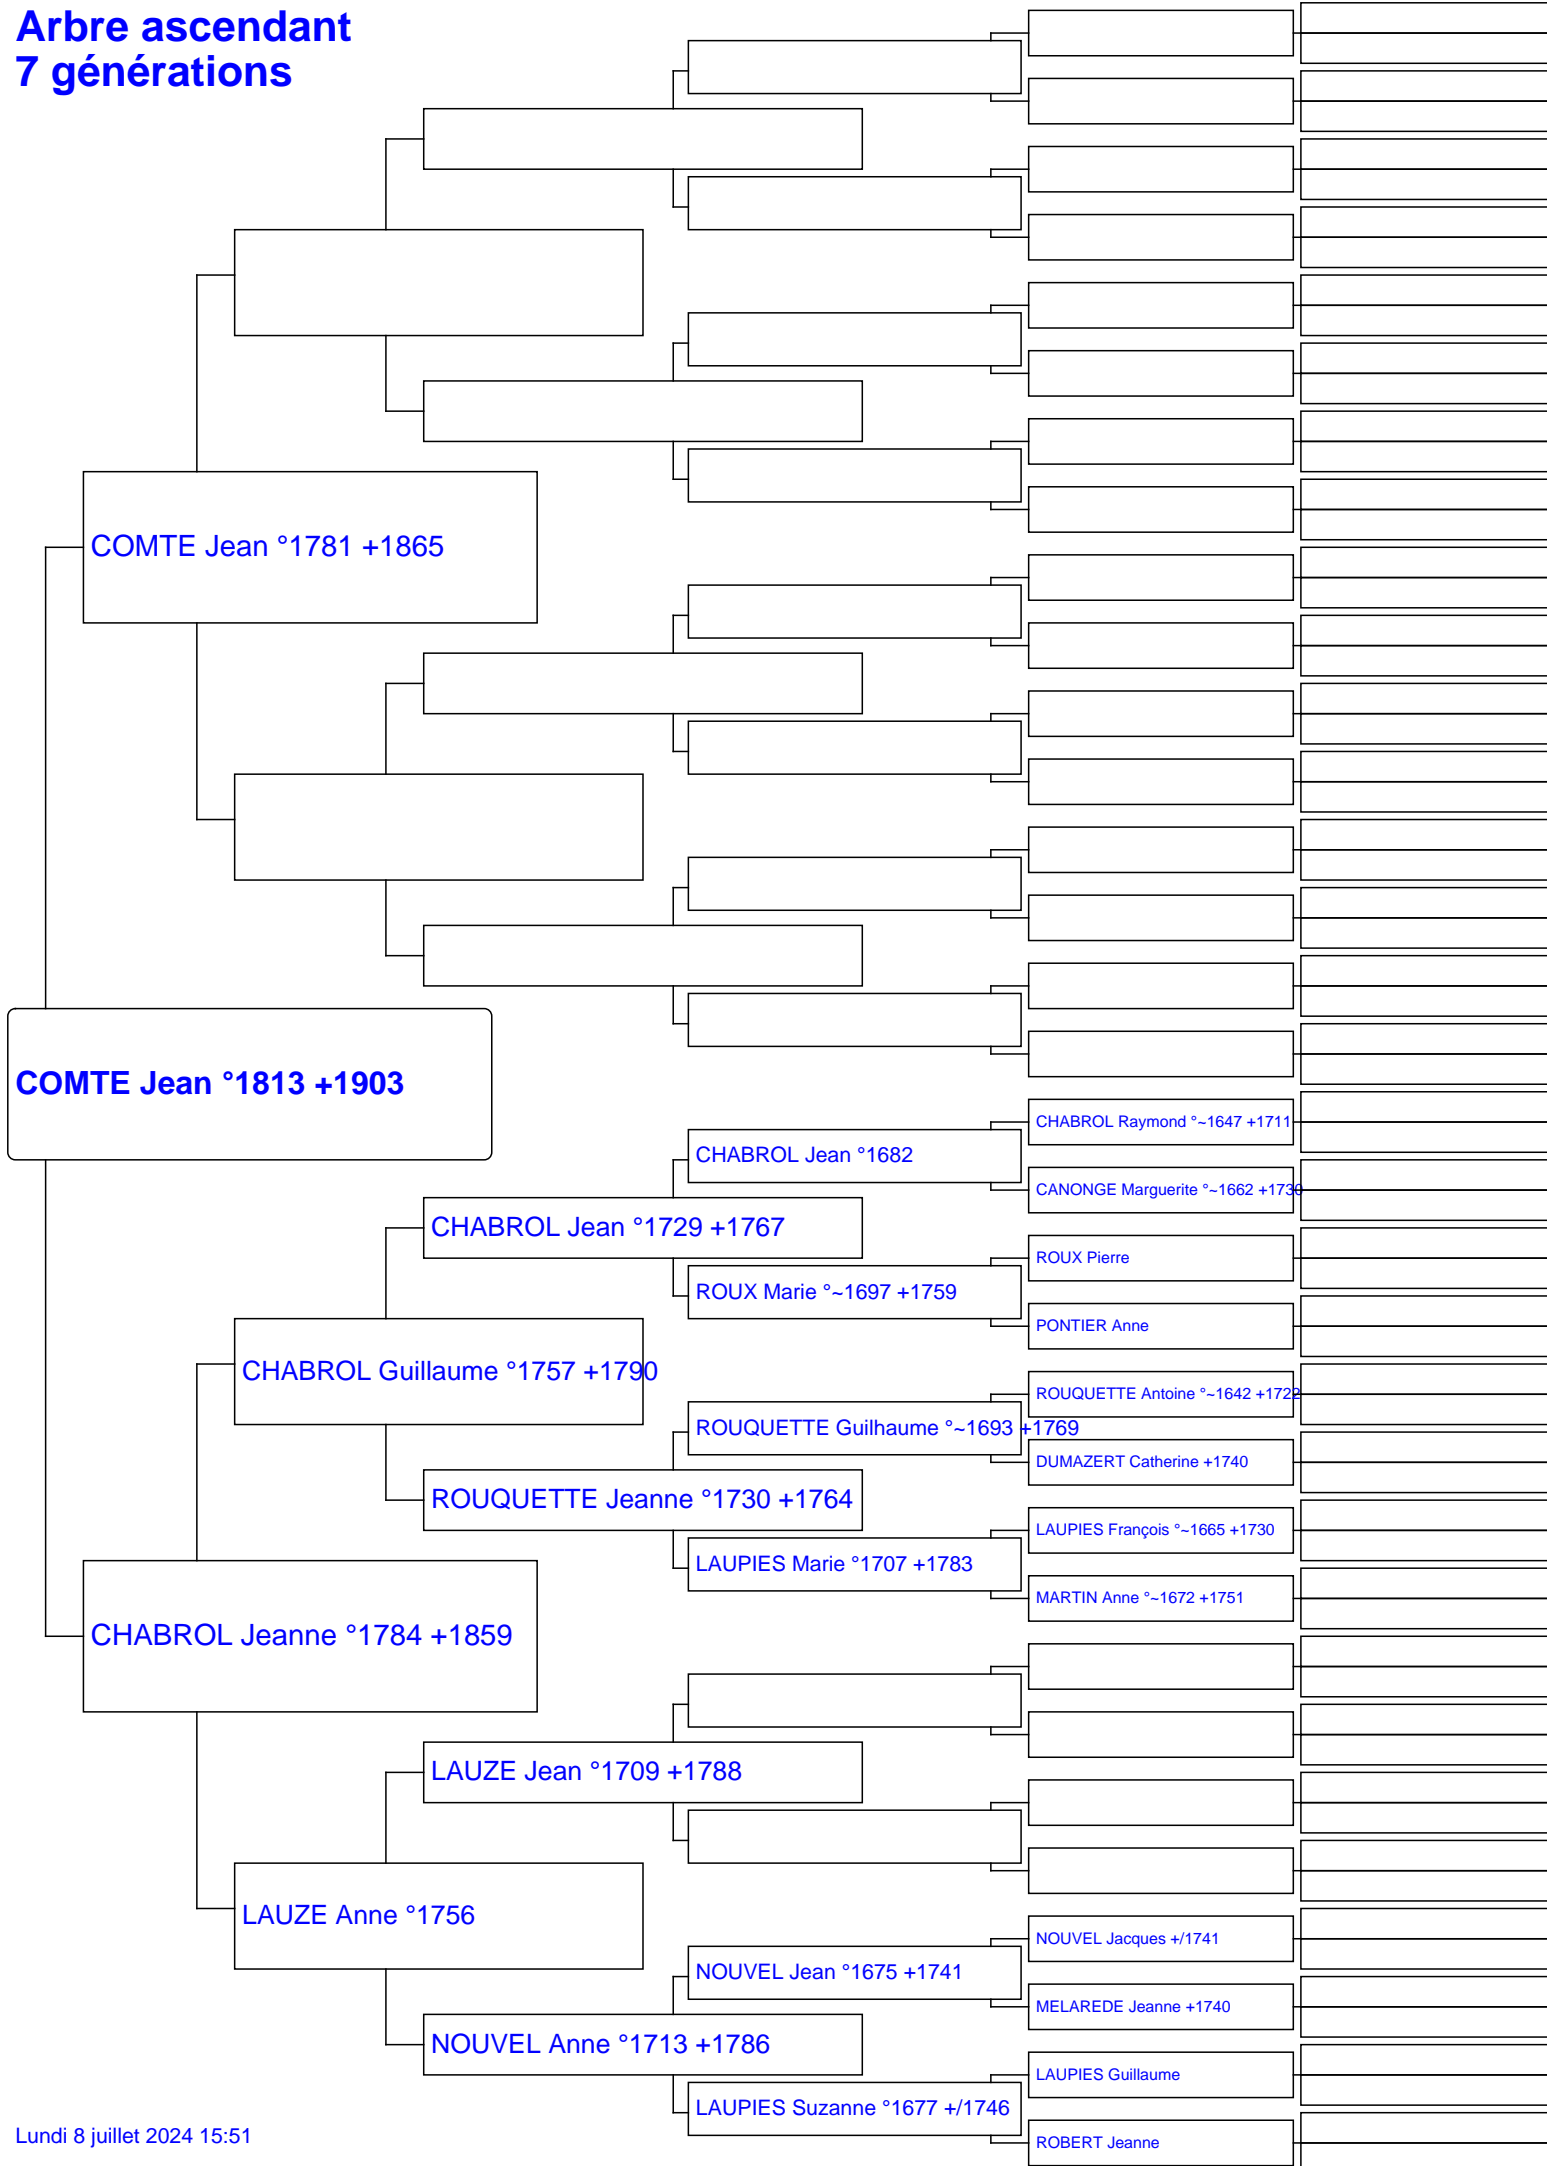 Arbre ascendant
7 générations
COMTE Jean °1781 +1865
COMTE Jean °1813 +1903
CHABROL Raymond °~1647 +1711
CHABROL Jean °1682
CANONGE Marguerite °~1662 +1730
CHABROL Jean °1729 +1767
ROUX Pierre
ROUX Marie °~1697 +1759
PONTIER Anne
CHABROL Guillaume °1757 +1790
ROUQUETTE Antoine °~1642 +1722
ROUQUETTE Guilhaume °~1693 +1769
DUMAZERT Catherine +1740
ROUQUETTE Jeanne °1730 +1764
LAUPIES François °~1665 +1730
LAUPIES Marie °1707 +1783
MARTIN Anne °~1672 +1751
CHABROL Jeanne °1784 +1859
LAUZE Jean °1709 +1788
LAUZE Anne °1756
NOUVEL Jacques +/1741
NOUVEL Jean °1675 +1741
MELAREDE Jeanne +1740
NOUVEL Anne °1713 +1786
LAUPIES Guillaume
LAUPIES Suzanne °1677 +/1746
ROBERT Jeanne
Lundi 8 juillet 2024 15:51